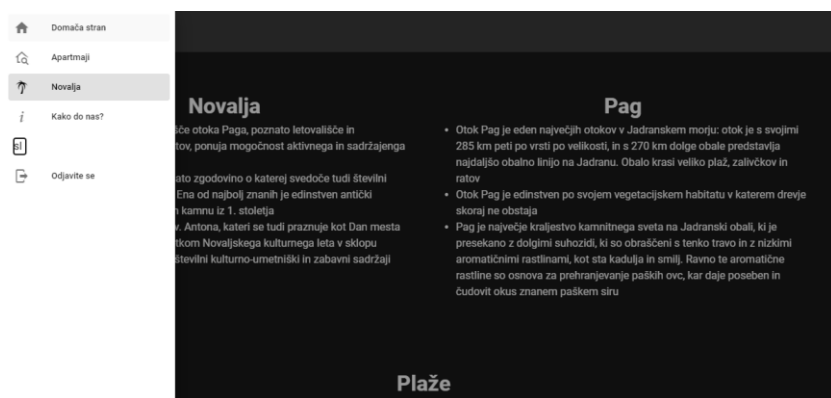 Domača stran
Apartmaji
Novalja
Kako do nas?
sl
Odjavite se
Novalja
išče otoka Paga, poznato letovališče in
tov, ponuja mogočnost aktivnega in sadržajenga
ato zgodovino o katerej svedoče tudi številni
Ena od najbolj znanih je edinstven antički
kamnu iz 1. stoletja
v. Antona, kateri se tudi praznuje kot Dan mesta
tkom Novaljskega kulturnega leta v sklopu
številni kulturno-umetniški in zabavni sadržaji
Pag
• Otok Pag je eden največjih otokov v Jadranskem morju: otok je s svojimi
285 km peti po vrsti po velikosti, in s 270 km dolge obale predstavlja
najdaljšo obalno linijo na Jadranu. Obalo krasi veliko plaž, zalivčkov in
ratov
• Otok Pag je edinstven po svojem vegetacijskem habitatu v katerem drevje
skoraj ne obstaja
• Pag je največje kraljestvo kamnitnega sveta na Jadranski obali, ki je
presekano z dolgimi suhozidi, ki so obraščeni s tenko travo in z nizkimi
aromatičnimi rastlinami, kot sta kadulja in smilj. Ravno te aromatične
rastline so osnova za prehranjevanje paških ovc, kar daje poseben in
čudovit okus znanem paškem siru
Plaže